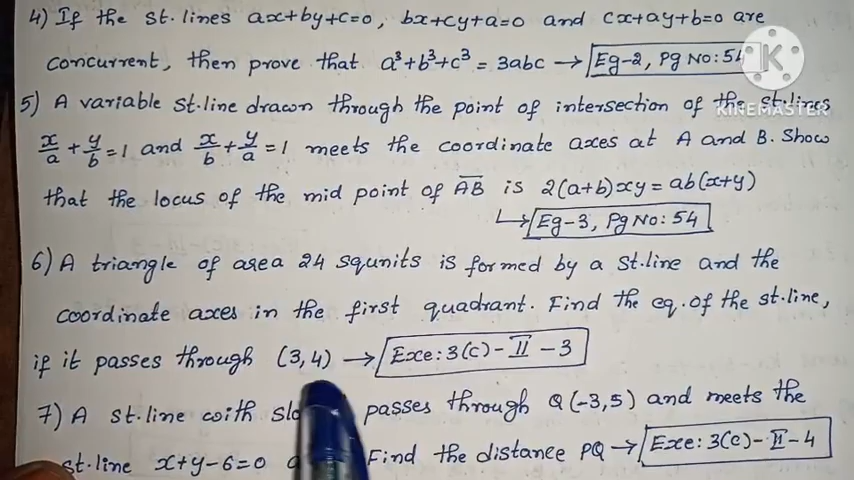 4) If the st. lines ax+by+c=0, bx+cy+a=0 and cx+ay+b=0 are
concurrent, then prove that a³+b³+c³ = 3abc → Eg-2, Pg No: 54
KINEMASTER
5) A variable st.line drawn through the point of intersection of the st.lines
x/a + y/b = 1 and x/b + y/a = 1 meets the coordinate axes at A and B. Show
that the locus of the mid point of AB is 2(a+b)xy = ab(x+y)
→ Eg-3, Pg No: 54
6) A triangle of area 24 sq units is formed by a st.line and the
coordinate axes in the first quadrant. Find the eq. of the st.line,
if it passes through (3,4) → Exe: 3(c) - II - 3
7) A st.line with passes through Q(-3,5) and meets the
st.line x+y-6=0 Find the distance PQ → Exe: 3(c) - II - 4